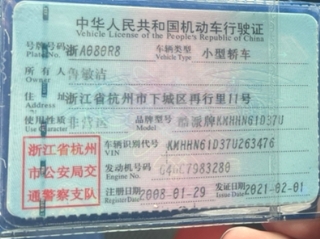 中华人民共和国机动车行驶证
Vehicle License of the People's Republic of China
号牌号码 浙A080R8 车辆类型 小型轿车
Plate No. Vehicle Type
所有人 鲁敏洁
Owner
住址 浙江省杭州市下城区再行里11号
Address
使用性质 非营运 品牌型号 KMHHN61D37U
Model
浙江省杭州
市公安局交
通警察支队
车辆识别代号 KMHHN61D37U263476
VIN
发动机号码 G4GC7983280
Engine No.
注册日期 2008-01-29 发证日期 2021-02-01
Register Date Issue Date